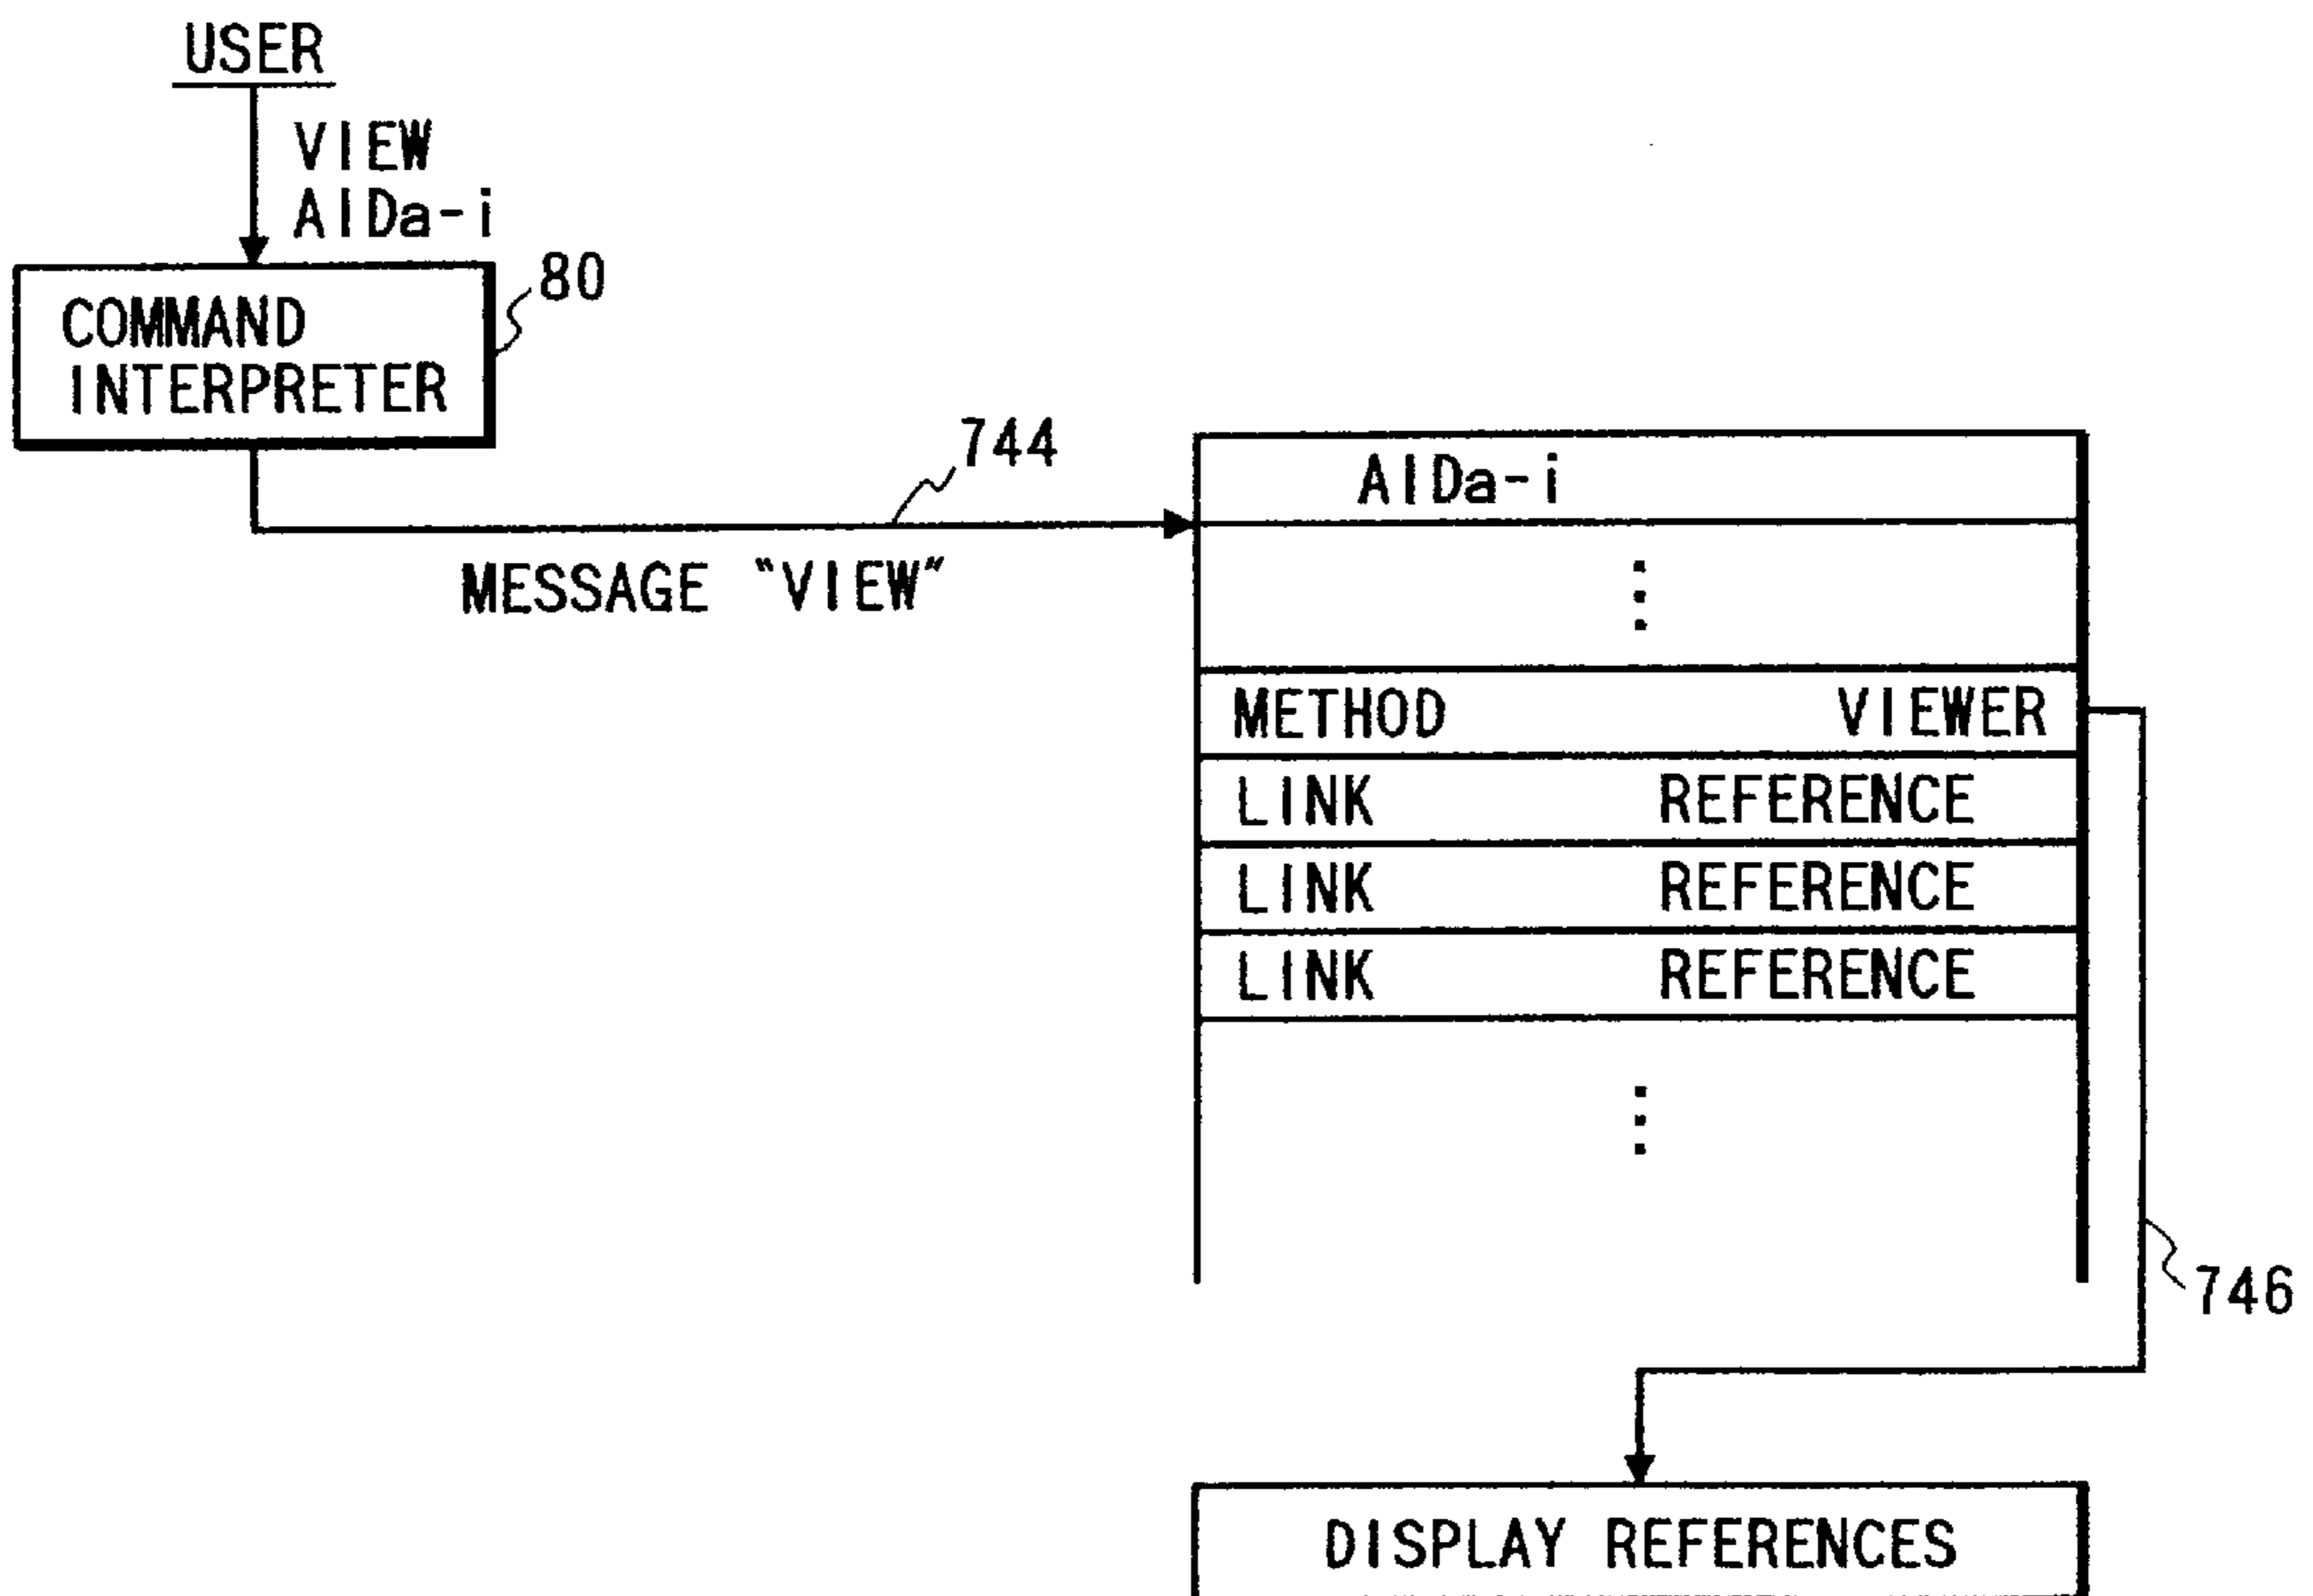 USER
VIEW
AIDa-i
80
COMMAND
INTERPRETER
744
AIDa-i
MESSAGE "VIEW"
METHOD VIEWER
LINK REFERENCE
LINK REFERENCE
LINK REFERENCE
746
DISPLAY REFERENCES